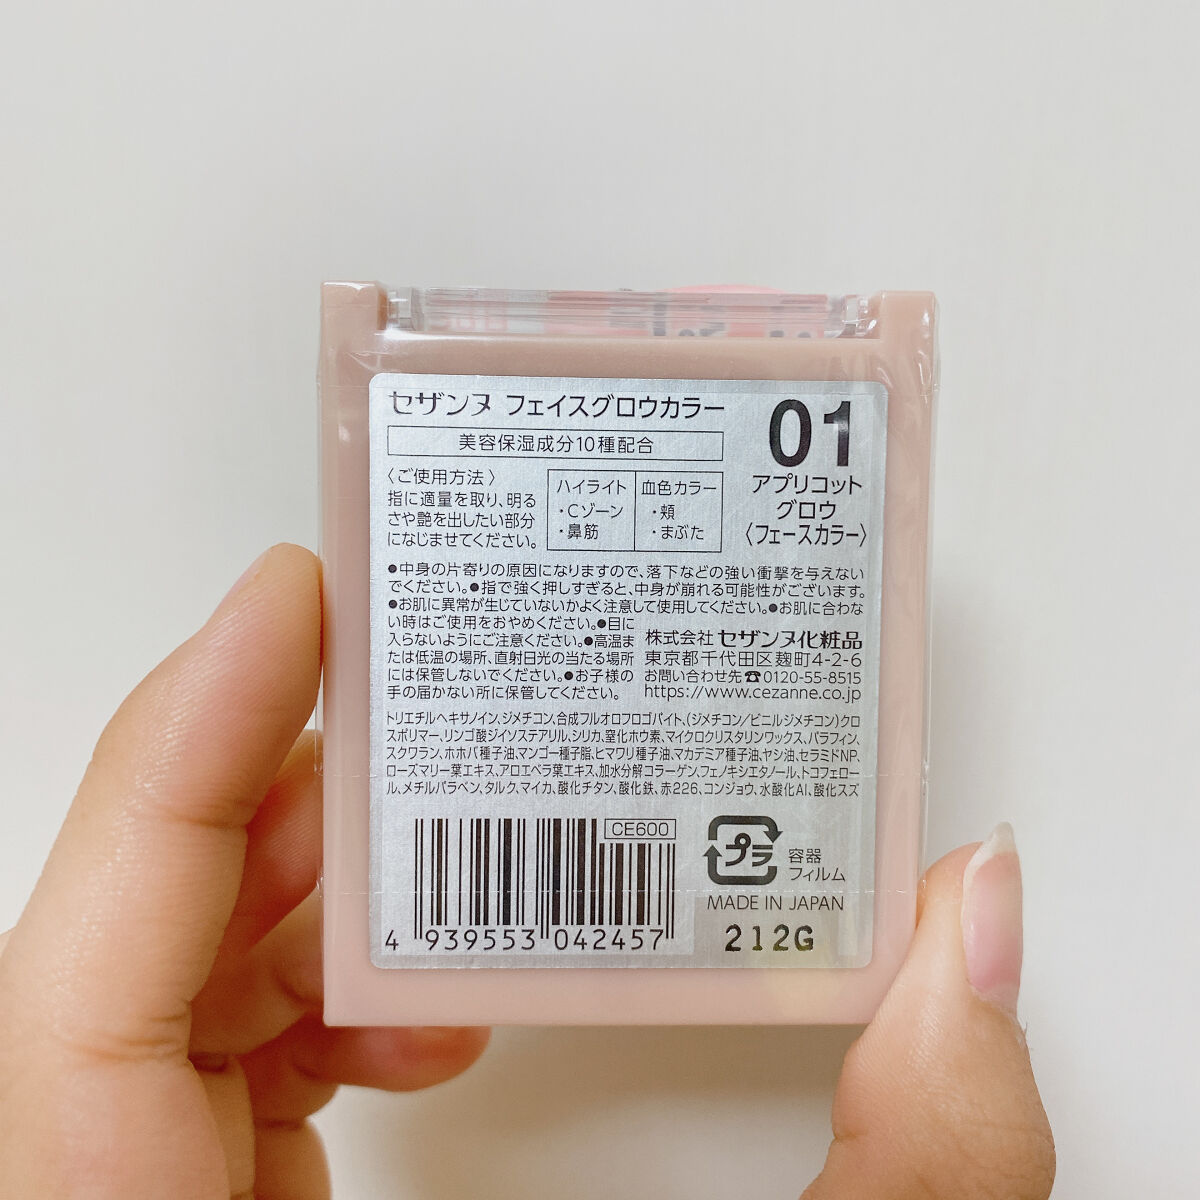 セザンヌ フェイスグロウカラー
01
美容保湿成分10種配合
アプリコット
グロウ
〈フェースカラー〉
〈ご使用方法〉
指に適量を取り、明る
さや艶を出したい部分
になじませてください。
ハイライト
・Cゾーン
・鼻筋
血色カラー
・頬
・まぶた
●中身の片寄りの原因になりますので、落下などの強い衝撃を与えない
でください。●指で強く押しすぎると、中身が崩れる可能性がございます。
●お肌に異常が生じていないかよく注意して使用してください。●お肌に合わな
い時はご使用をおやめください。●目に
入らないようにご注意ください。●高温ま
たは低温の場所、直射日光の当たる場所
には保管しないでください。●お子様の
手の届かない所に保管してください。
株式会社 セザンヌ化粧品
東京都千代田区麹町4-2-6
お問い合わせ先☎0120-55-8515
https://www.cezanne.co.jp
トリエチルヘキサノイン、ジメチコン、合成フルオロフロゴパイト、(ジメチコン/ビニルジメチコン)クロ
スポリマー、リンゴ酸ジイソステアリル、シリカ、窒化ホウ素、マイクロクリスタリンワックス、パラフィン、
スクワラン、ホホバ種子油、マンゴー種子脂、ヒマワリ種子油、マカデミア種子油、ヤシ油、セラミドNP、
ローズマリー葉エキス、アロエベラ葉エキス、加水分解コラーゲン、フェノキシエタノール、トコフェロ
ール、メチルパラベン、タルク、マイカ、酸化チタン、酸化鉄、赤226、コンジョウ、水酸化Al、酸化スズ
CE600
4 939553 042457
プラ
容器
フィルム
MADE IN JAPAN
212G